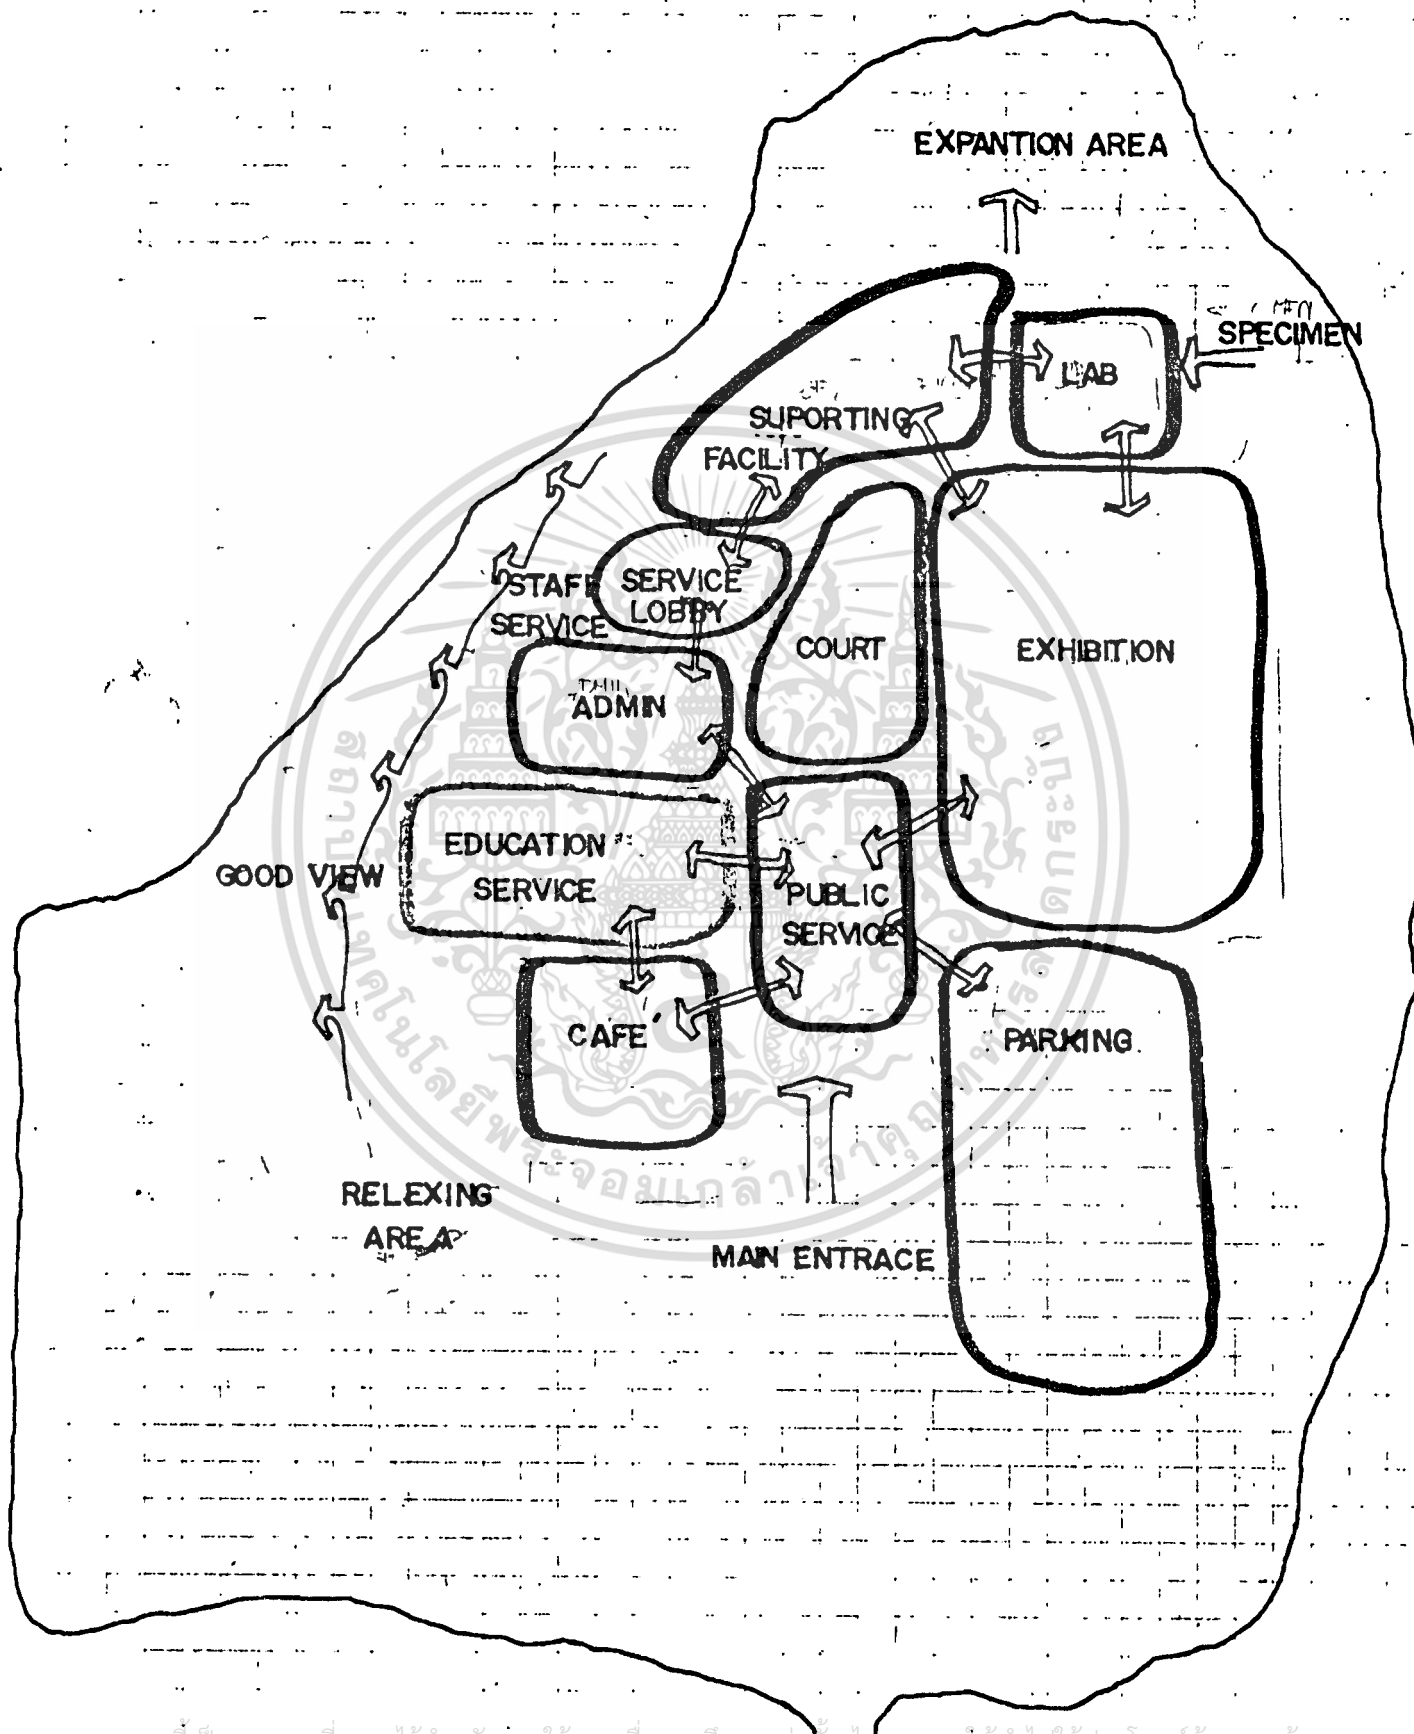 EXPANTION AREA
SPECIMEN
LAB
SUPORTING
FACILITY
STAFF
SERVICE
SERVICE
LOBBY
COURT
EXHIBITION
ADMIN
EDUCATION
SERVICE
GOOD VIEW
PUBLIC
SERVICE
CAFE'
PARKING
RELEXING
AREA
MAIN ENTRACE